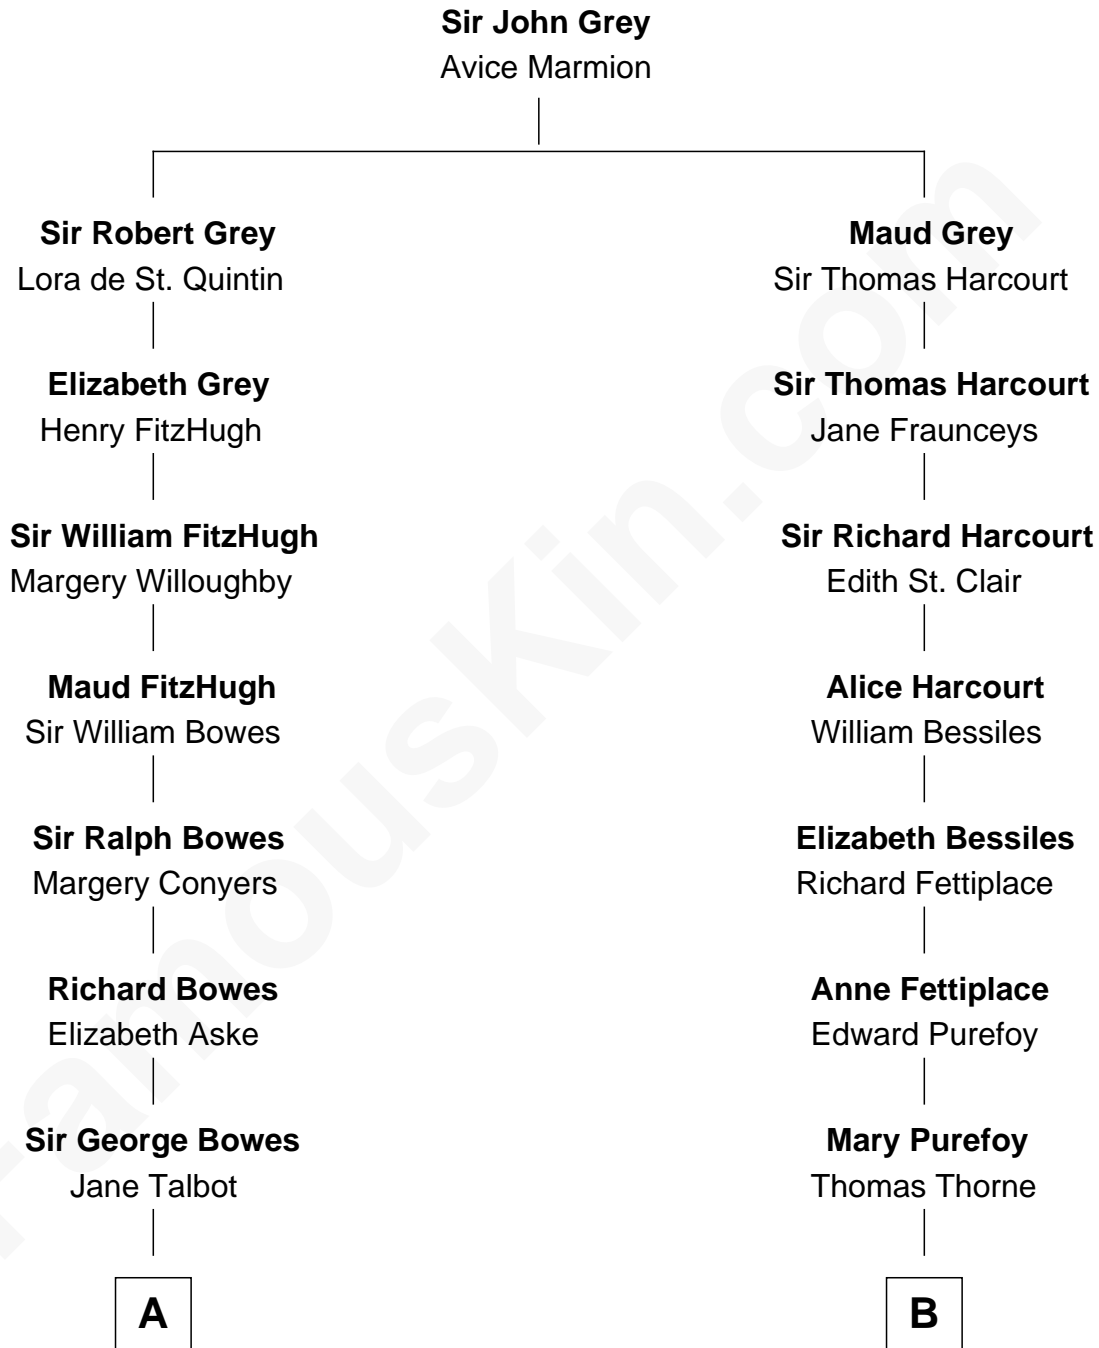 Sir John Grey
Avice Marmion
Sir Robert Grey
Lora de St. Quintin
Maud Grey
Sir Thomas Harcourt
Elizabeth Grey
Henry FitzHugh
Sir Thomas Harcourt
Jane Fraunceys
Sir William FitzHugh
Margery Willoughby
Sir Richard Harcourt
Edith St. Clair
Maud FitzHugh
Sir William Bowes
Alice Harcourt
William Bessiles
Sir Ralph Bowes
Margery Conyers
Elizabeth Bessiles
Richard Fettiplace
Richard Bowes
Elizabeth Aske
Anne Fettiplace
Edward Purefoy
Sir George Bowes
Jane Talbot
Mary Purefoy
Thomas Thorne
A
B
FamousKin.com